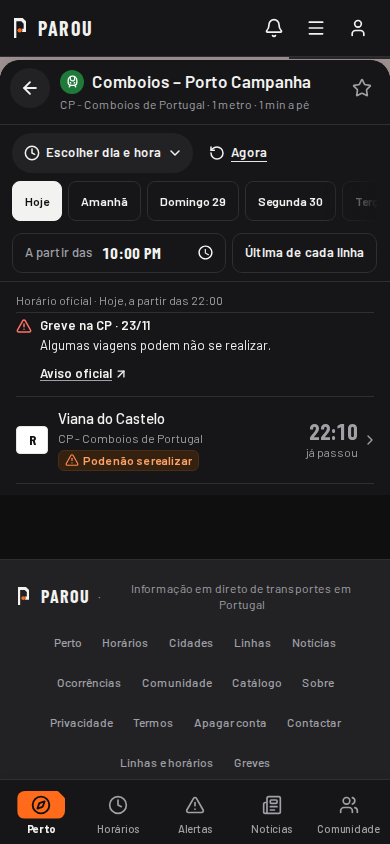 PAROU
Comboios – Porto Campanha
CP - Comboios de Portugal · 1 metro · 1 min a pé
Escolher dia e hora
Agora
Hoje
Amanhã
Domingo 29
Segunda 30
A partir das 10:00 PM
Última de cada linha
Horário oficial · Hoje, a partir das 22:00
Greve na CP · 23/11
Algumas viagens podem não se realizar.
Aviso oficial
R
Viana do Castelo
CP - Comboios de Portugal
Pode não se realizar
22:10
já passou
PAROU ·
Informação em direto de transportes em
Portugal
Perto Horários Cidades Linhas Notícias
Ocorrências Comunidade Catálogo Sobre
Privacidade Termos Apagar conta Contactar
Linhas e horários Greves
Perto Horários Alertas Notícias Comunidade